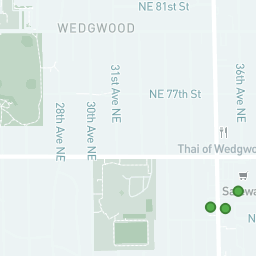 NE 81st St
WEDGWOOD
31st Ave NE
36th Ave NE
NE 77th St
28th Ave NE
30th Ave NE
Thai of Wedgw
Safewa
N